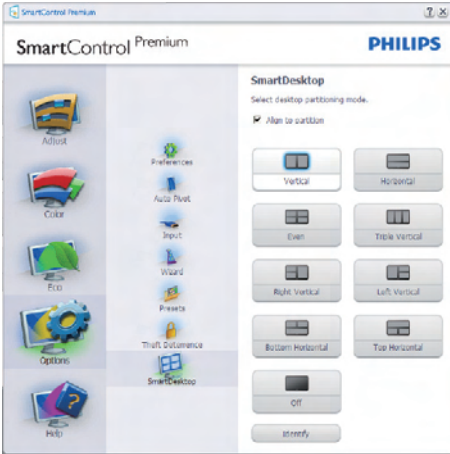 SmartControl Premium
SmartControl Premium
PHILIPS
Adjust
Color
Eco
Options
Help
Preferences
Auto Pivot
Input
Wizard
Presets
Theft Deterrence
SmartDesktop
SmartDesktop
Select desktop partitioning mode.
Align to partition
Vertical
Horizontal
Even
Triple Vertical
Right Vertical
Left Vertical
Bottom Horizontal
Top Horizontal
Off
Identify